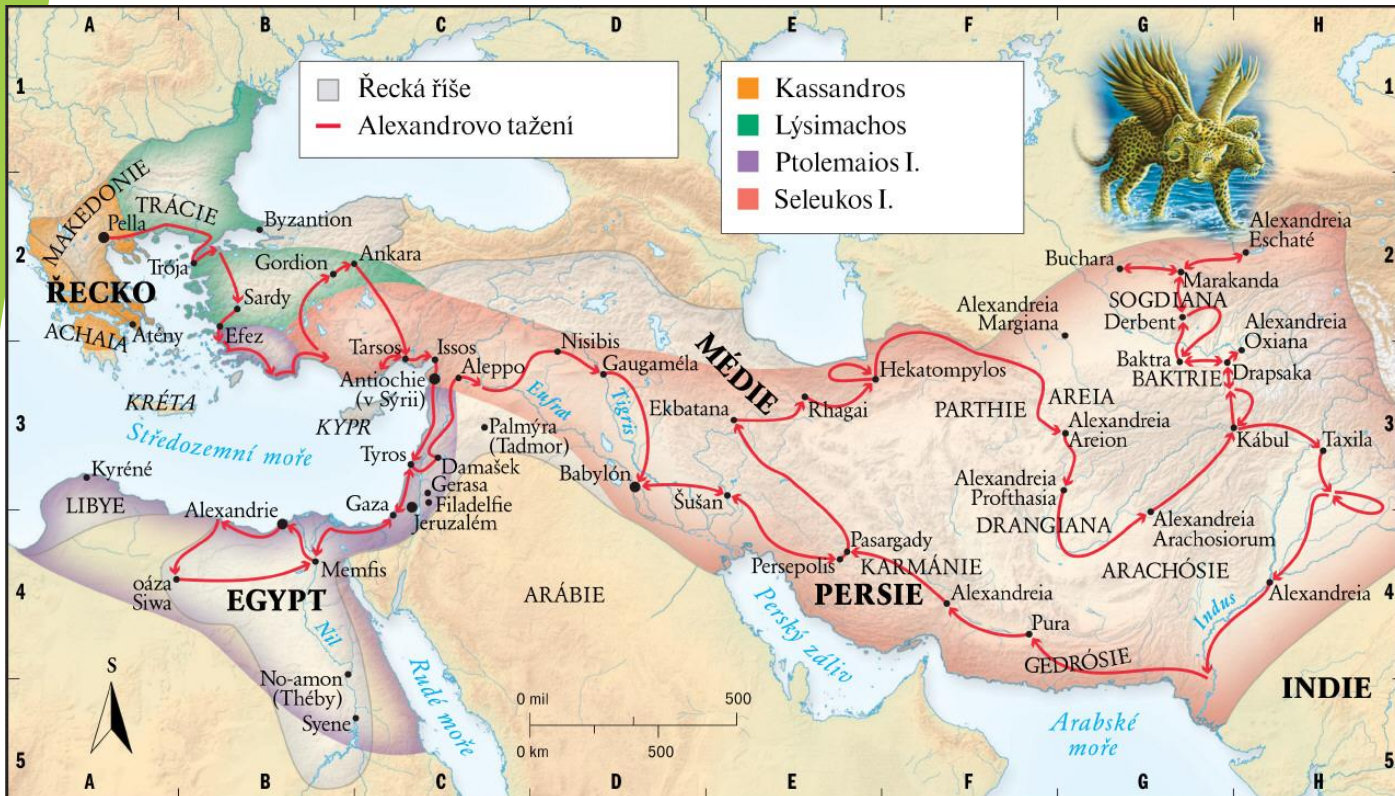 A B C D E F G H
1 1
Řecká říše
Alexandrovo tažení
Kassandros
Lýsimachos
Ptolemaios I.
Seleukos I.
MAKEDONIE
TRÁCIE
Pella
Byzantion
Alexandreia
Eschaté
2 2
Trója
Gordion
Ankara
Buchara
Marakanda
ŘECKO
Sardy
SOGDIANA
Alexandreia
Margiana
Derbent
ACHAIA
Atény
Efez
Alexandreia
Oxiana
Tarsos
Issos
Nisibis
MÉDIE
Aleppo
Gaugaméla
Baktra
BAKTRIE
Drapsaka
Antiochie
(v Sýrii)
Hekatompylos
KRÉTA
KYPR
Eufrat
Tigris
Ekbatana
Rhagai
PARTHIE
AREIA
Alexandreia
Areion
3 3
Středozemní moře
Palmýra
(Tadmor)
Kábul
Taxila
Tyros
Damašek
Kyréné
Gerasa
Filadelfie
Babylón
Šušan
Alexandreia
Profthasia
LIBYE
Alexandrie
Gaza
Jeruzalém
DRANGIANA
Alexandreia
Arachosiorum
Pasargady
Persepolis
KARMÁNIE
ARACHÓSIE
Memfis
oáza
Siwa
EGYPT
ARÁBIE
PERSIE
Alexandreia
Indus
Alexandreia
4 4
Nil
Perský záliv
Pura
GEDRÓSIE
S
No-amon
(Théby)
Rudé moře
INDIE
0 mil 500
Syene
0 km 500
Arabské
moře
5 5
A B C D E F G H